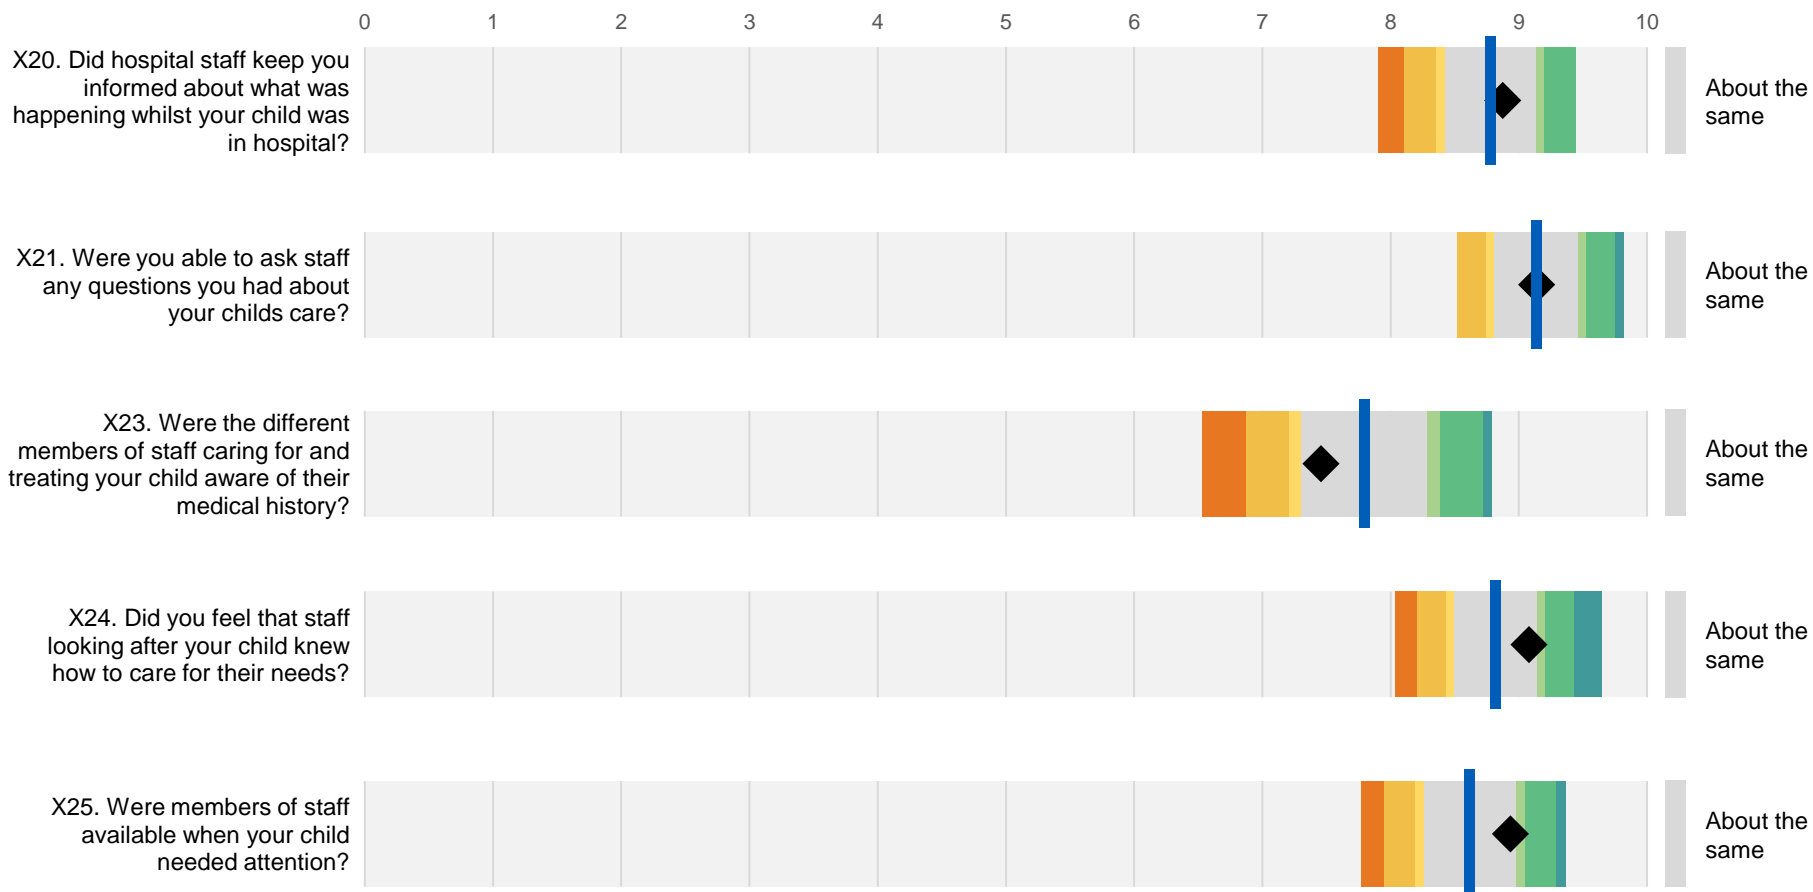 0 1 2 3 4 5 6 7 8 9 10
X20. Did hospital staff keep you
informed about what was
happening whilst your child was
in hospital?
About the
same
X21. Were you able to ask staff
any questions you had about
your childs care?
About the
same
X23. Were the different
members of staff caring for and
treating your child aware of their
medical history?
About the
same
X24. Did you feel that staff
looking after your child knew
how to care for their needs?
About the
same
X25. Were members of staff
available when your child
needed attention?
About the
same